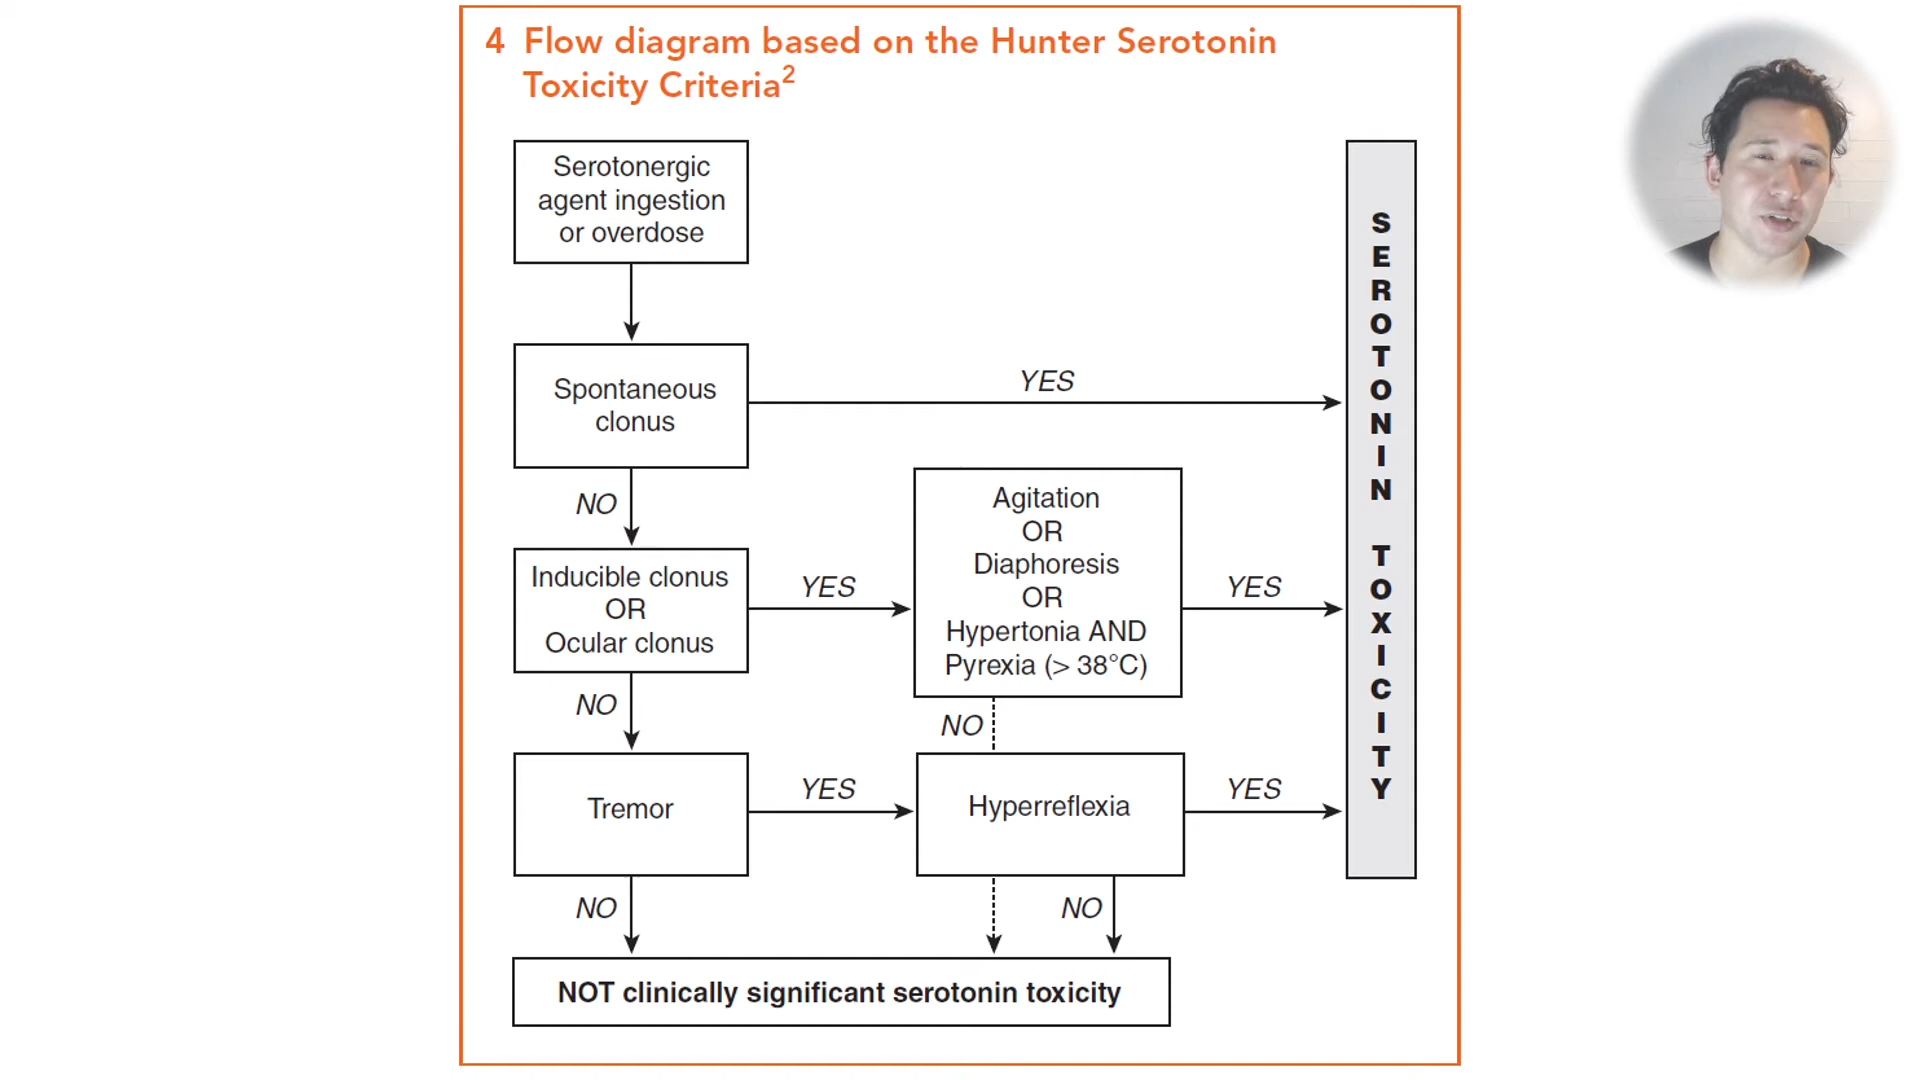 4 Flow diagram based on the Hunter Serotonin
Toxicity Criteria2
Serotonergic
agent ingestion
or overdose
Spontaneous
clonus
YES
NO
Inducible clonus
OR
Ocular clonus
YES
Agitation
OR
Diaphoresis
OR
Hypertonia AND
Pyrexia (> 38°C)
YES
NO
NO
Tremor
YES
Hyperreflexia
YES
NO
NO
NOT clinically significant serotonin toxicity
SEROTONIN TOXICITY